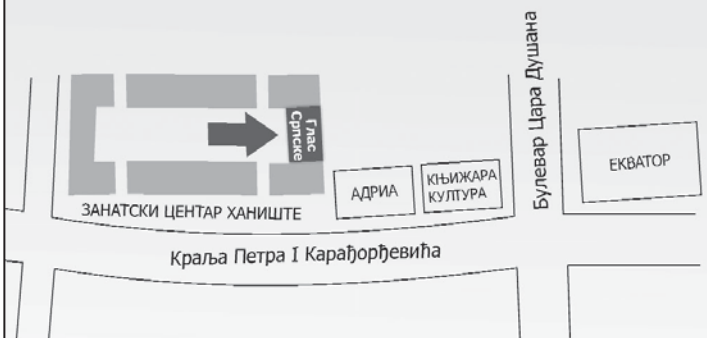 Булевар Цара Душана
Глас
Српске
ЕКВАТОР
АДРИА
КЊИЖАРА
КУЛТУРА
ЗАНАТСКИ ЦЕНТАР ХАНИШТЕ
Краља Петра I Карађорђевића